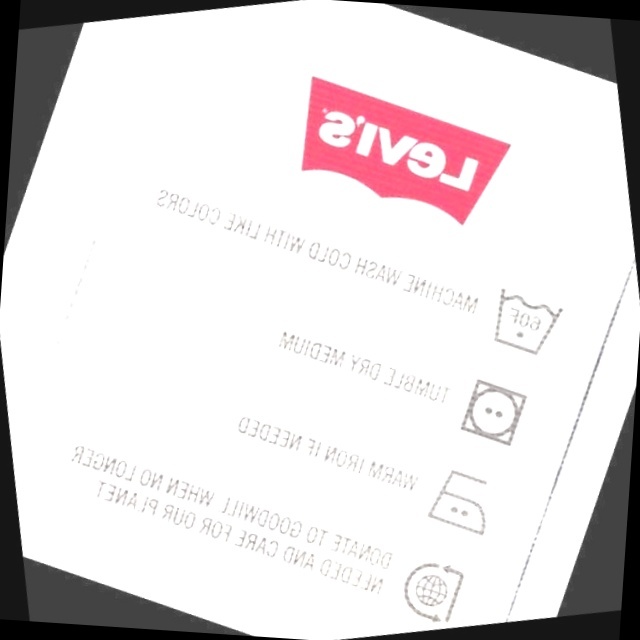 Levi's
MACHINE WASH COLD WITH LIKE COLORS
60F
TUMBLE DRY MEDIUM
WARM IRON IF NEEDED
DONATE TO GOODWILL WHEN NO LONGER
NEEDED AND CARE FOR OUR PLANET